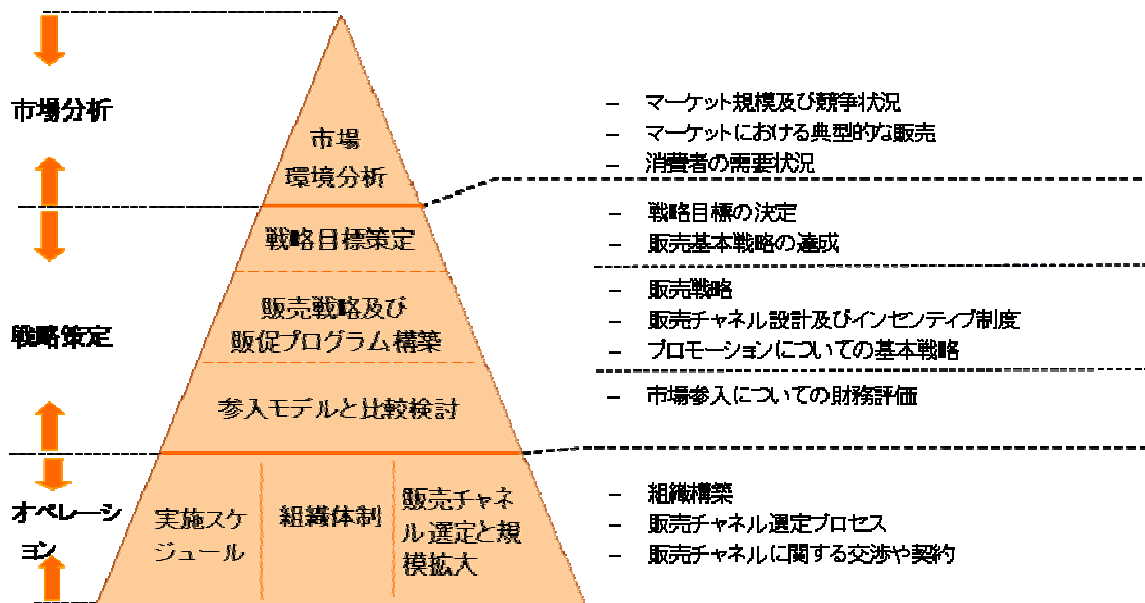 市場分析
市場
環境分析
– マーケット規模及び競争状況
– マーケットにおける典型的な販売
– 消費者の需要状況
戦略策定
戦略目標策定
販売戦略及び
販促プログラム構築
参入モデルと比較検討
– 戦略目標の決定
– 販売基本戦略の達成
– 販売戦略
– 販売チャネル設計及びインセンティブ制度
– プロモーションについての基本戦略
– 市場参入についての財務評価
オペレーシ
ョン
実施スケ
ジュール
組織体制
販売チャネ
ル選定と規
模拡大
– 組織構築
– 販売チャネル選定プロセス
– 販売チャネルに関する交渉や契約